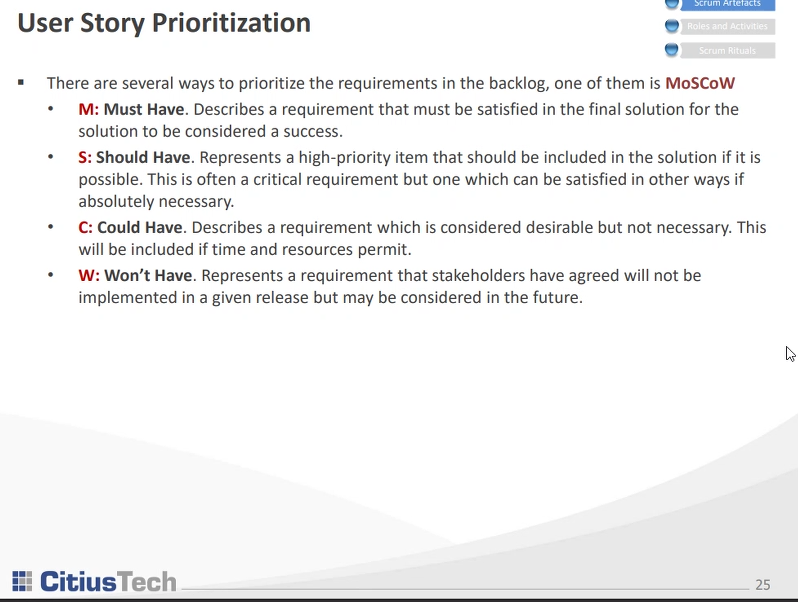 User Story Prioritization
Scrum Artefacts
Roles and Activities
Scrum Rituals
▪ There are several ways to prioritize the requirements in the backlog, one of them is MoSCoW
• M: Must Have. Describes a requirement that must be satisfied in the final solution for the
solution to be considered a success.
• S: Should Have. Represents a high-priority item that should be included in the solution if it is
possible. This is often a critical requirement but one which can be satisfied in other ways if
absolutely necessary.
• C: Could Have. Describes a requirement which is considered desirable but not necessary. This
will be included if time and resources permit.
• W: Won’t Have. Represents a requirement that stakeholders have agreed will not be
implemented in a given release but may be considered in the future.
CitiusTech
25